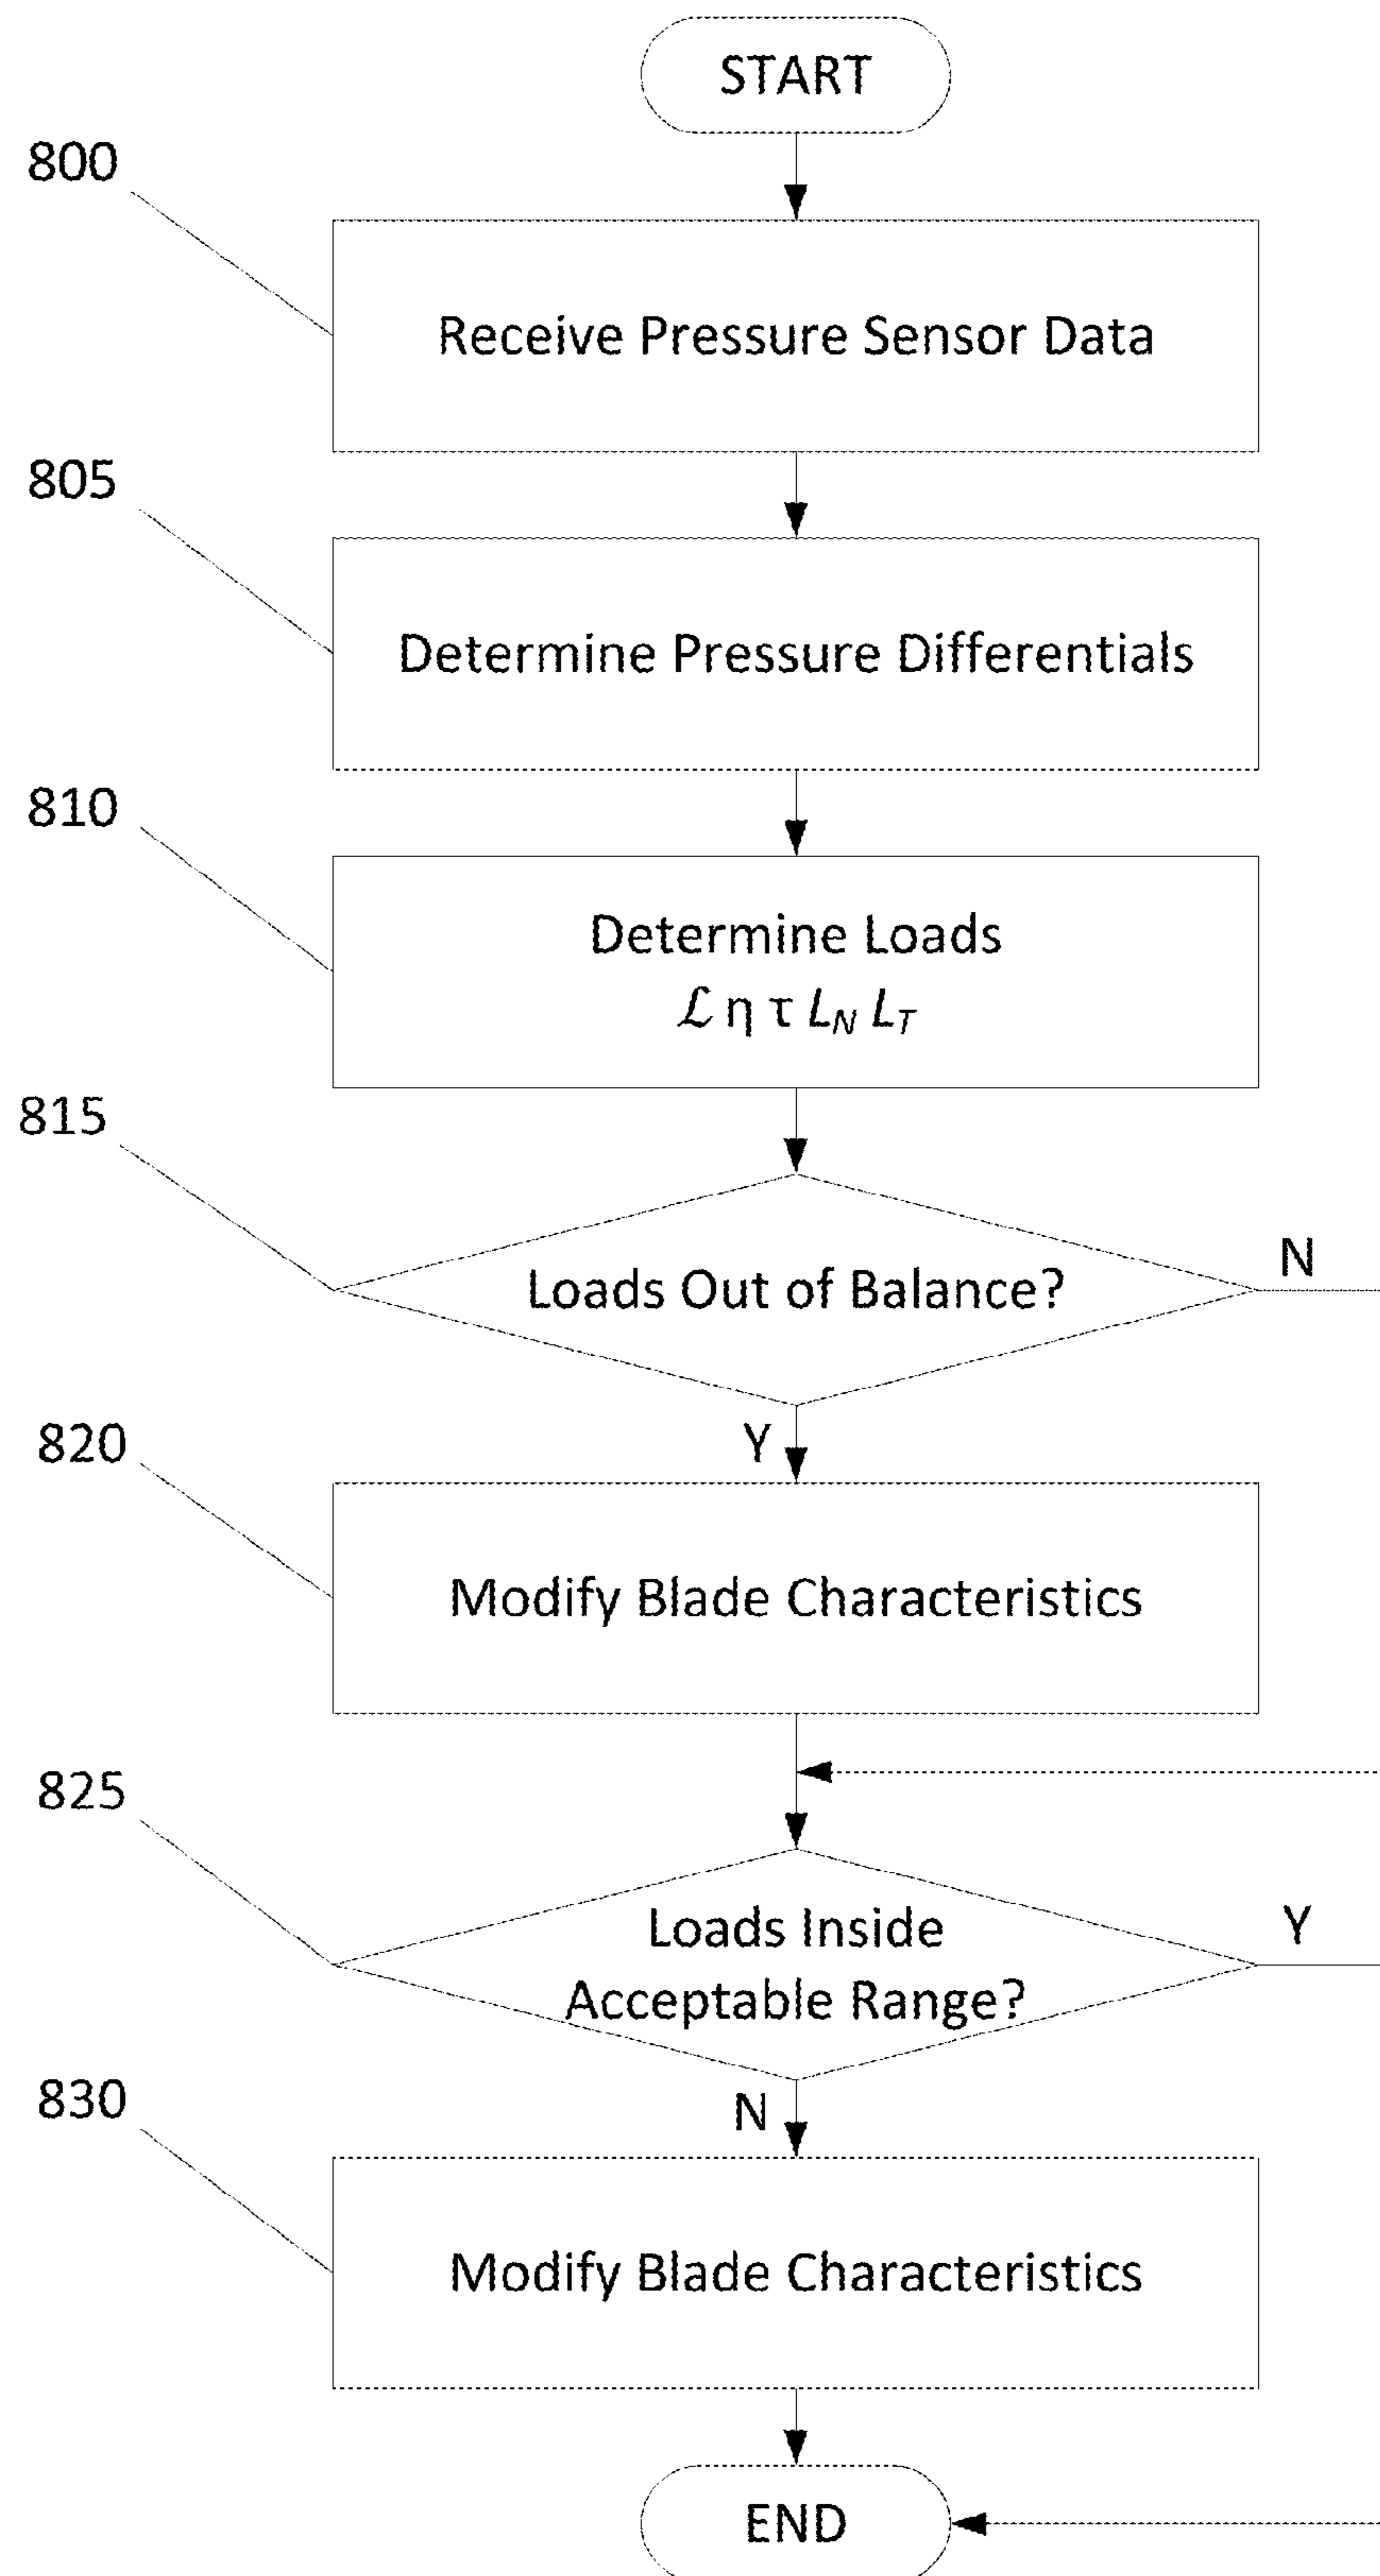 START
800
Receive Pressure Sensor Data
805
Determine Pressure Differentials
810
Determine Loads
ℒ η τ L_N L_T
815
Loads Out of Balance?
N
Y
820
Modify Blade Characteristics
825
Loads Inside
Acceptable Range?
Y
N
830
Modify Blade Characteristics
END